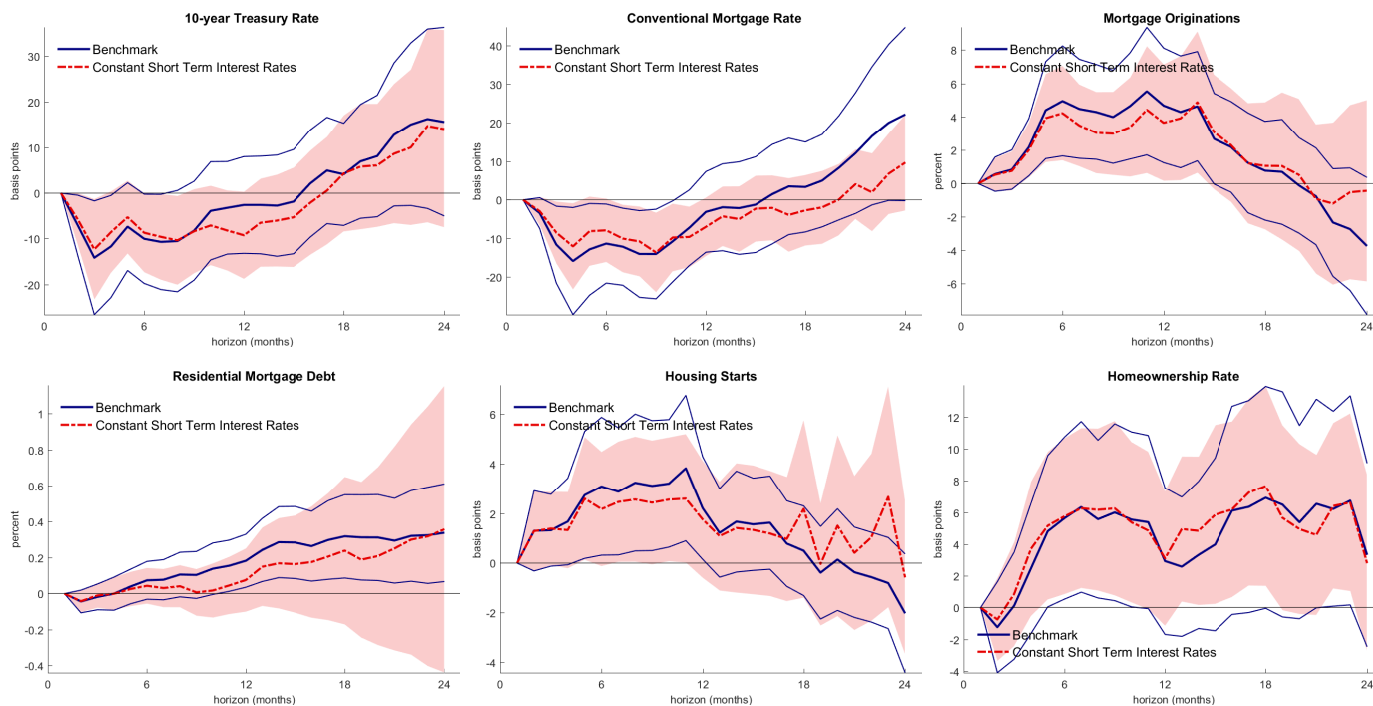 10-year Treasury Rate
Benchmark
Constant Short Term Interest Rates
basis points
30
20
10
0
-10
-20
0
6
12
18
24
horizon (months)
Conventional Mortgage Rate
Benchmark
Constant Short Term Interest Rates
basis points
40
30
20
10
0
-10
-20
0
6
12
18
24
horizon (months)
Mortgage Originations
Benchmark
Constant Short Term Interest Rates
percent
8
6
4
2
0
-2
-4
-6
0
6
12
18
24
horizon (months)
Residential Mortgage Debt
Benchmark
Constant Short Term Interest Rates
percent
1
0.8
0.6
0.4
0.2
0
-0.2
-0.4
0
6
12
18
24
horizon (months)
Housing Starts
Benchmark
Constant Short Term Interest Rates
basis points
6
4
2
0
-2
-4
0
6
12
18
24
horizon (months)
Homeownership Rate
basis points
12
10
8
6
4
2
0
-2
-4
Benchmark
Constant Short Term Interest Rates
0
6
12
18
24
horizon (months)